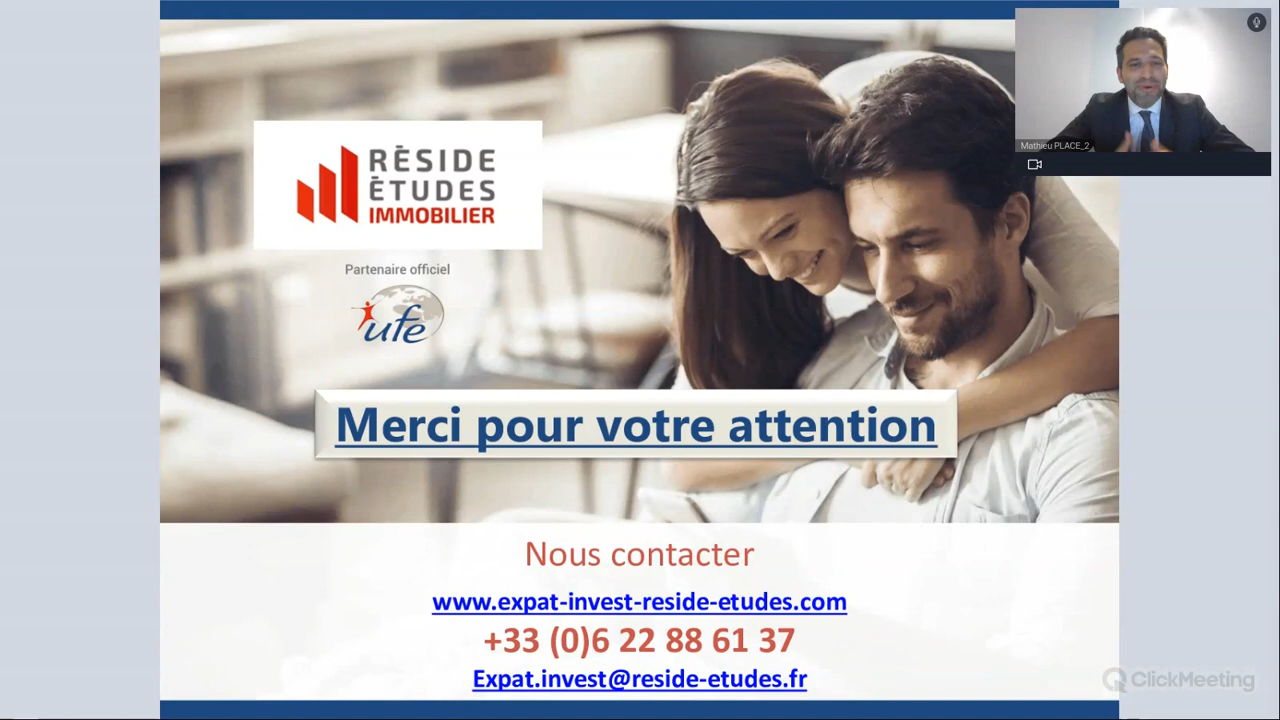 RÉSIDE
ÉTUDES
IMMOBILIER
Partenaire officiel
ufe
Merci pour votre attention
Nous contacter
www.expat-invest-reside-etudes.com
+33 (0)6 22 88 61 37
Expat.invest@reside-etudes.fr
Mathieu PLACE_2
ClickMeeting